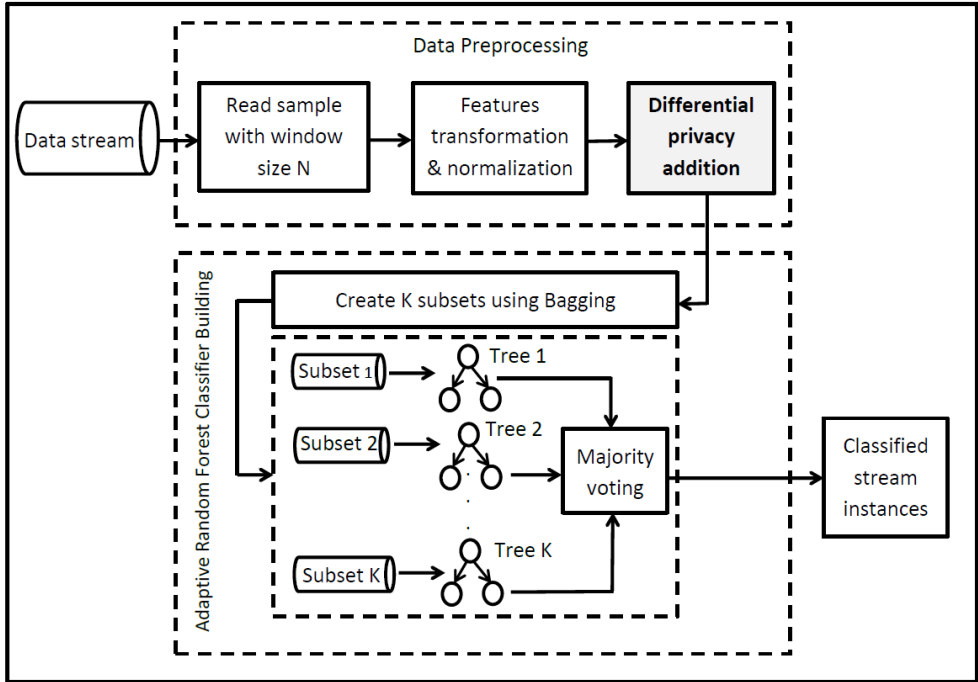 Data Preprocessing
Data stream
Read sample
with window
size N
Features
transformation
& normalization
Differential
privacy
addition
Adaptive Random Forest Classifier Building
Create K subsets using Bagging
Subset 1
Tree 1
Subset 2
Tree 2
.
.
.
Subset K
Tree K
Majority
voting
Classified
stream
instances